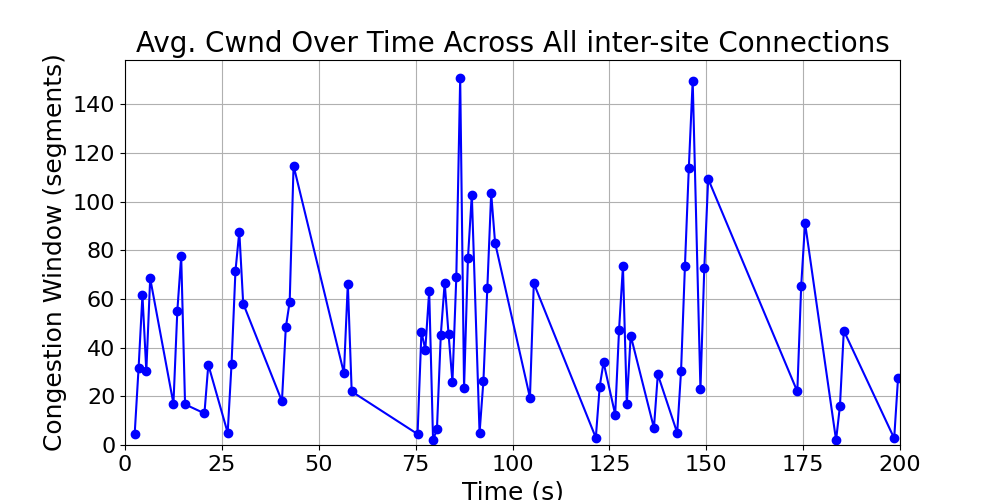 Avg. Cwnd Over Time Across All inter-site Connections
Congestion Window (segments)
140
120
100
80
60
40
20
0
0 25 50 75 100 125 150 175 200
Time (s)